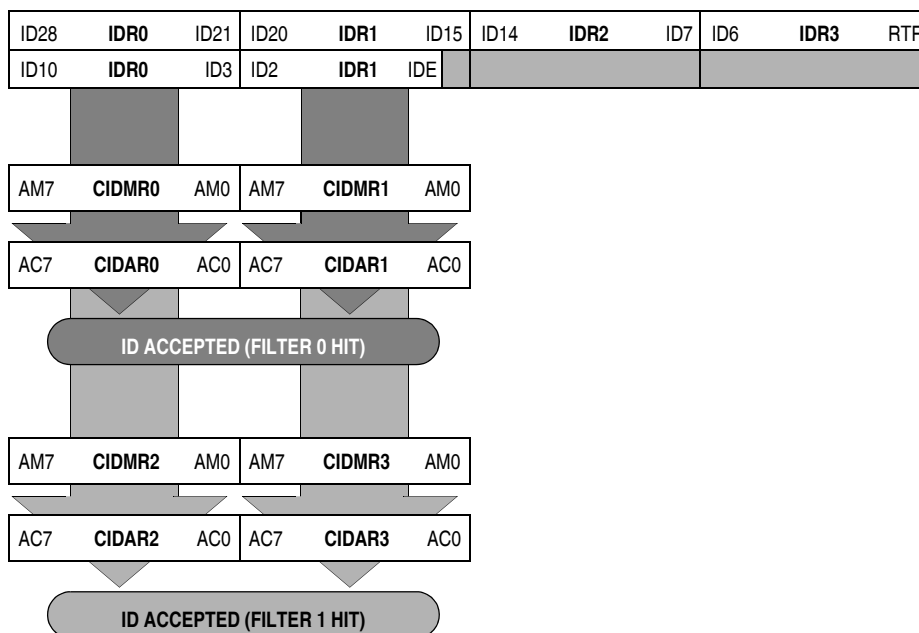 ID28 IDR0 ID21 ID20 IDR1 ID15 ID14 IDR2 ID7 ID6 IDR3 RTR
ID10 IDR0 ID3 ID2 IDR1 IDE
AM7 CIDMR0 AM0 AM7 CIDMR1 AM0
AC7 CIDAR0 AC0 AC7 CIDAR1 AC0
ID ACCEPTED (FILTER 0 HIT)
AM7 CIDMR2 AM0 AM7 CIDMR3 AM0
AC7 CIDAR2 AC0 AC7 CIDAR3 AC0
ID ACCEPTED (FILTER 1 HIT)